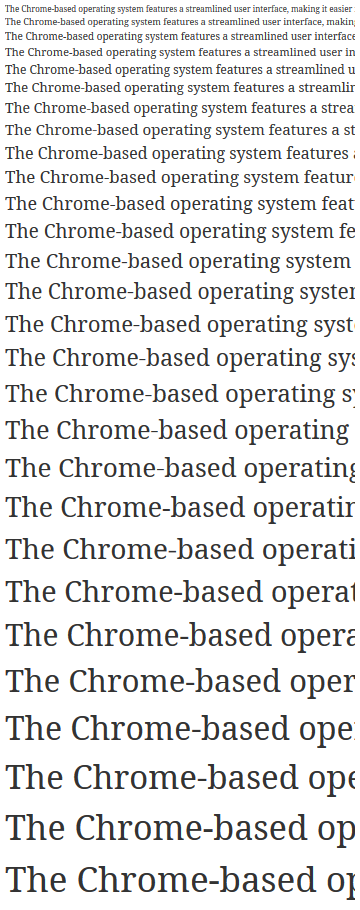 The Chrome-based operating system features a streamlined user interface, making it easier
The Chrome-based operating system features a streamlined user interface, making
The Chrome-based operating system features a streamlined user interface
The Chrome-based operating system features a streamlined user in
The Chrome-based operating system features a streamlined u
The Chrome-based operating system features a streamlin
The Chrome-based operating system features a strea
The Chrome-based operating system features a st
The Chrome-based operating system features a
The Chrome-based operating system featur
The Chrome-based operating system feat
The Chrome-based operating system fe
The Chrome-based operating system
The Chrome-based operating system
The Chrome-based operating syst
The Chrome-based operating sys
The Chrome-based operating sy
The Chrome-based operating
The Chrome-based operating
The Chrome-based operatin
The Chrome-based operati
The Chrome-based operat
The Chrome-based opera
The Chrome-based oper
The Chrome-based ope
The Chrome-based ope
The Chrome-based op
The Chrome-based op